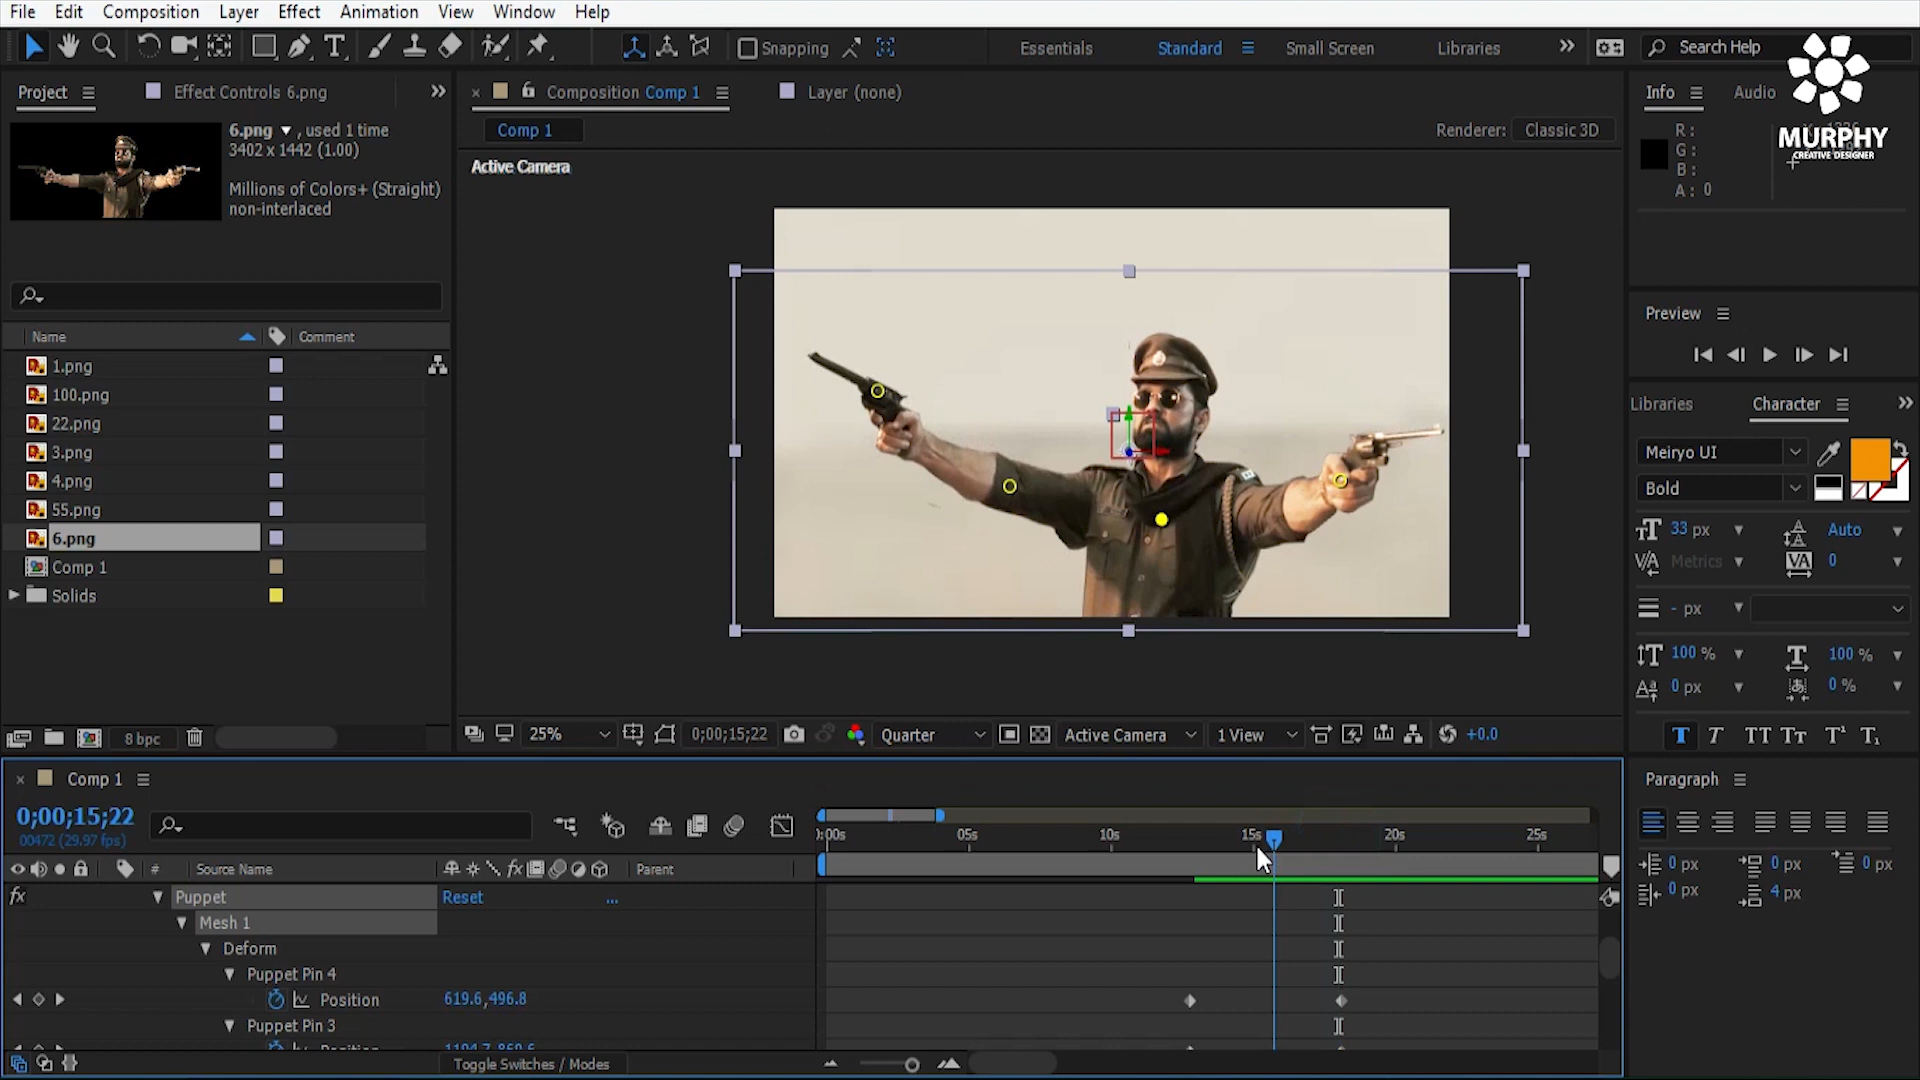 File Edit Composition Layer Effect Animation View Window Help
Snapping Essentials Standard Small Screen Libraries Search Help
Project Effect Controls 6.png
Composition Comp 1 Layer (none)
Info Audio
6.png , used 1 time
3402 x 1442 (1.00)
Millions of Colors+ (Straight)
non-interlaced
Comp 1
Renderer: Classic 3D
Active Camera
R :
G :
B :
A : 0
MURPHY
CREATIVE DESIGNER
Name Comment
1.png
100.png
22.png
3.png
4.png
55.png
6.png
Comp 1
Solids
8 bpc
25% 0;00;15;22 Quarter Active Camera 1 View +0.0
Preview
Libraries Character
Meiryo UI
Bold
33 px Auto
Metrics 0
- px
100 % 100 %
0 px 0 %
T T TT Tt T¹ T₁
Paragraph
0 px 0 px 0 px
0 px 4 px
Comp 1
0;00;15;22
00472 (29.97 fps)
# Source Name Parent
:00s 05s 10s 15s 20s 25s
fx Puppet Reset ...
Mesh 1
Deform
Puppet Pin 4
Position 619.6,496.8
Puppet Pin 3
Position
Toggle Switches / Modes